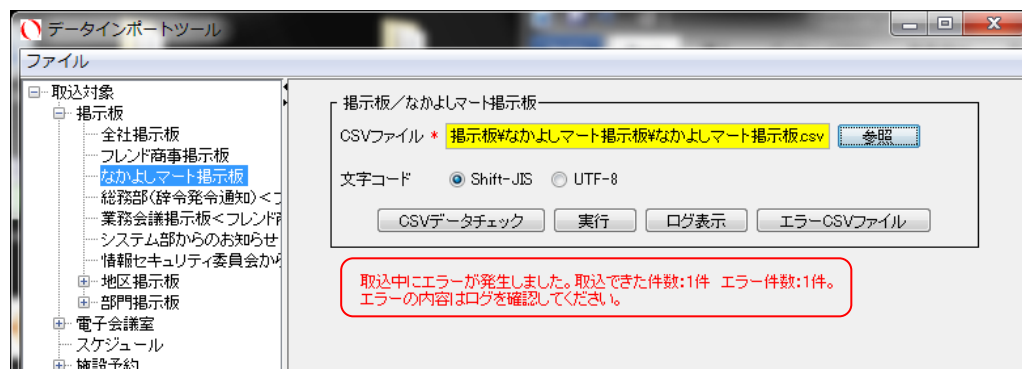 データインポートツール
ファイル
取込対象
掲示板
全社掲示板
フレンド商事掲示板
なかよしマート掲示板
総務部(辞令発令通知)<フ
業務会議掲示板<フレンド商
システム部からのお知らせ
情報セキュリティ委員会から
地区掲示板
部門掲示板
電子会議室
スケジュール
施設予約
掲示板／なかよしマート掲示板
CSVファイル * 掲示板¥なかよしマート掲示板¥なかよしマート掲示板.csv 参照
文字コード Shift-JIS UTF-8
CSVデータチェック 実行 ログ表示 エラーCSVファイル
取込中にエラーが発生しました。取込できた件数:1件 エラー件数:1件。
エラーの内容はログを確認してください。